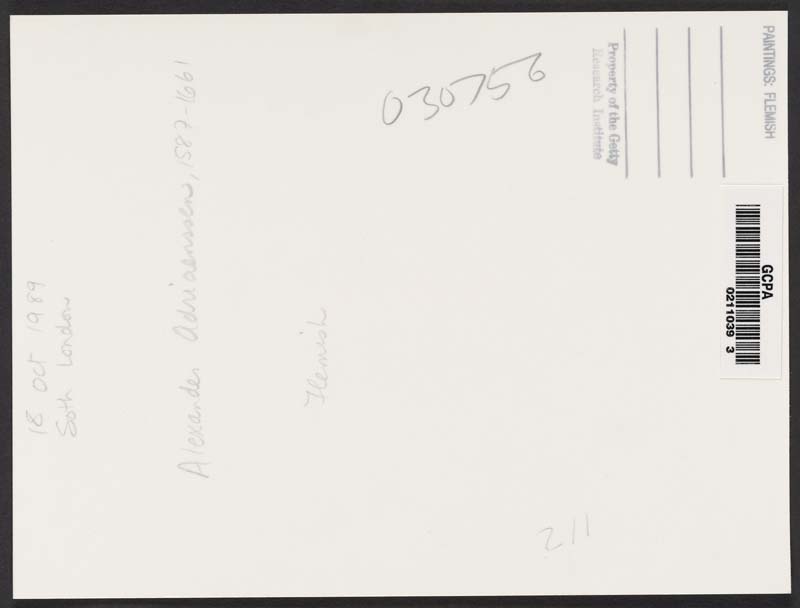 PAINTINGS: FLEMISH
Property of the Getty
Research Institute
030756
GCPA
0211039 3
Alexander Adriaenssen, 1587-1661
Flemish
18 Oct 1989
Soth London
211